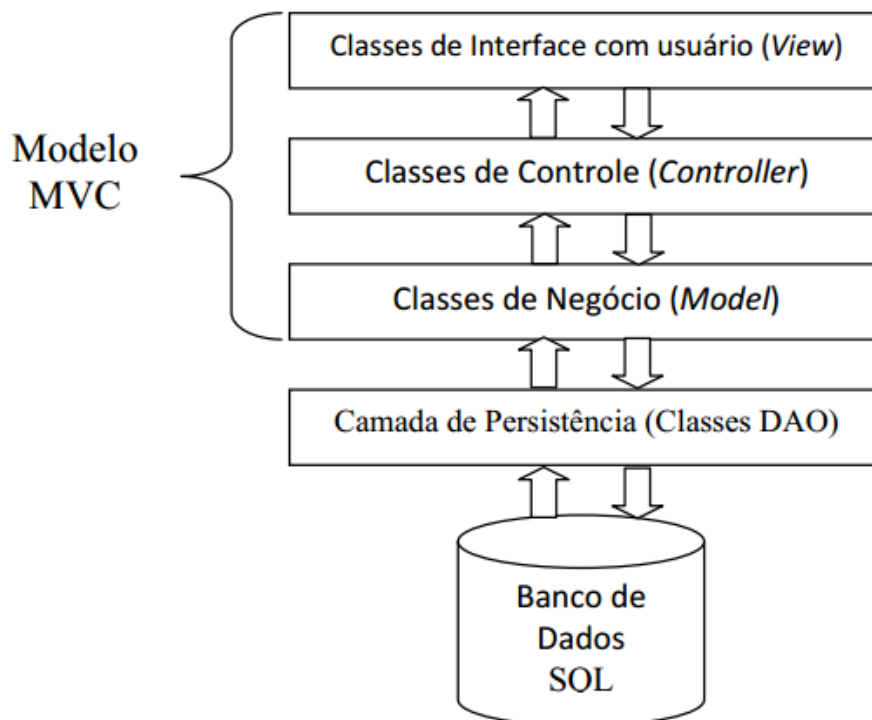 Classes de Interface com usuário (View)
Modelo
MVC
Classes de Controle (Controller)
Classes de Negócio (Model)
Camada de Persistência (Classes DAO)
Banco de
Dados
SQL